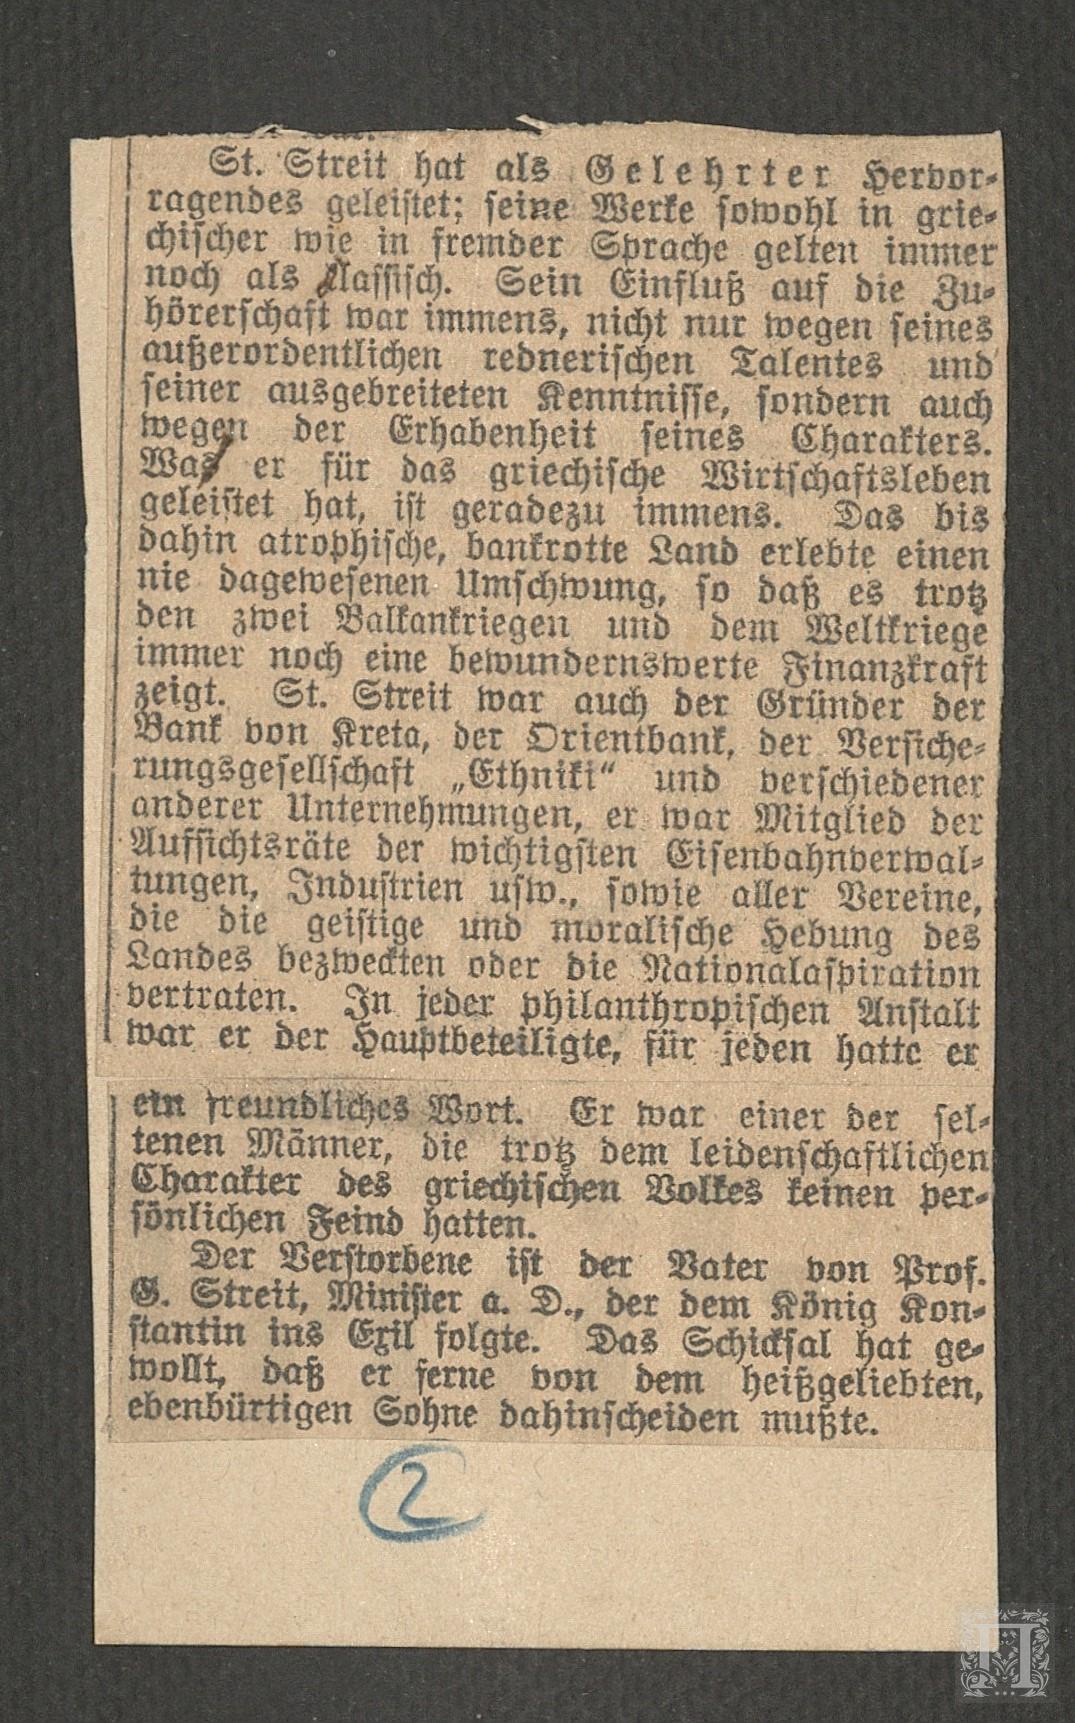 St. Streit hat als Gelehrter Hervor-
ragendes geleistet; seine Werke sowohl in grie-
chischer wie in fremder Sprache gelten immer
noch als klassisch. Sein Einfluß auf die Zu-
hörerschaft war immens, nicht nur wegen seines
außerordentlichen rednerischen Talentes und
seiner ausgebreiteten Kenntnisse, sondern auch
wegen der Erhabenheit seines Charakters.
Was er für das griechische Wirtschaftsleben
geleistet hat, ist geradezu immens. Das bis
dahin atrophische, bankrotte Land erlebte einen
nie dagewesenen Umschwung, so daß es trotz
den zwei Balkankriegen und dem Weltkriege
immer noch eine bewundernswerte Finanzkraft
zeigt. St. Streit war auch der Gründer der
Bank von Kreta, der Orientbank, der Versiche-
rungsgesellschaft „Ethniki“ und verschiedener
anderer Unternehmungen, er war Mitglied der
Aufsichtsräte der wichtigsten Eisenbahnverwal-
tungen, Industrien usw., sowie aller Vereine,
die die geistige und moralische Hebung des
Landes bezweckten oder die Nationalaspiration
vertraten. In jeder philanthropischen Anstalt
war er der Hauptbeteiligte, für jeden hatte er
ein freundliches Wort. Er war einer der sel-
tenen Männer, die trotz dem leidenschaftlichen
Charakter des griechischen Volkes keinen per-
sönlichen Feind hatten.
Der Verstorbene ist der Vater von Prof.
G. Streit, Minister a. D., der dem König Kon-
stantin ins Exil folgte. Das Schicksal hat ge-
wollt, daß er ferne von dem heißgeliebten,
ebenbürtigen Sohne dahinscheiden mußte.
2